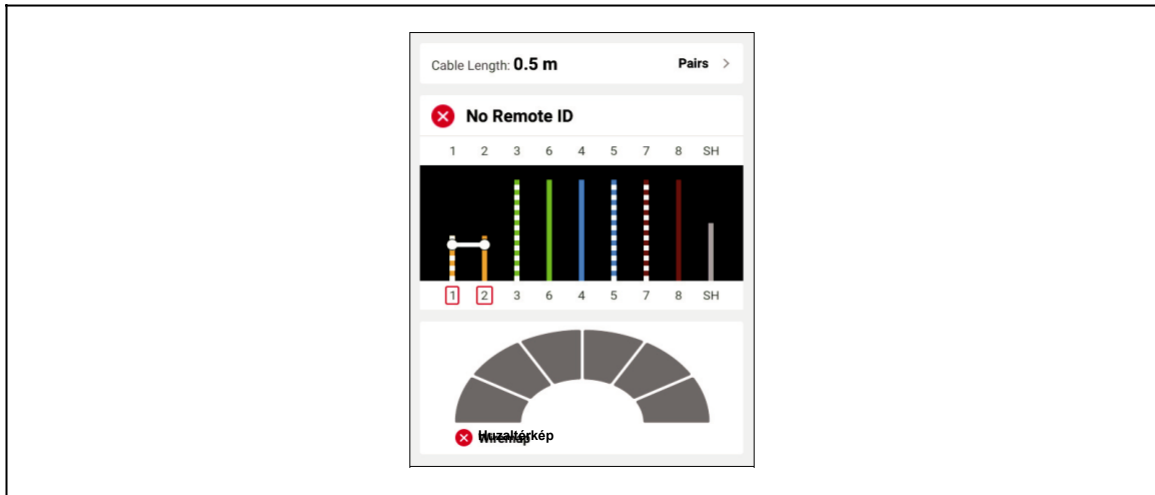 Cable Length: 0.5 m Pairs >
No Remote ID
1 2 3 6 4 5 7 8 SH
1 2 3 6 4 5 7 8 SH
Huzaltérkép
Wiremap